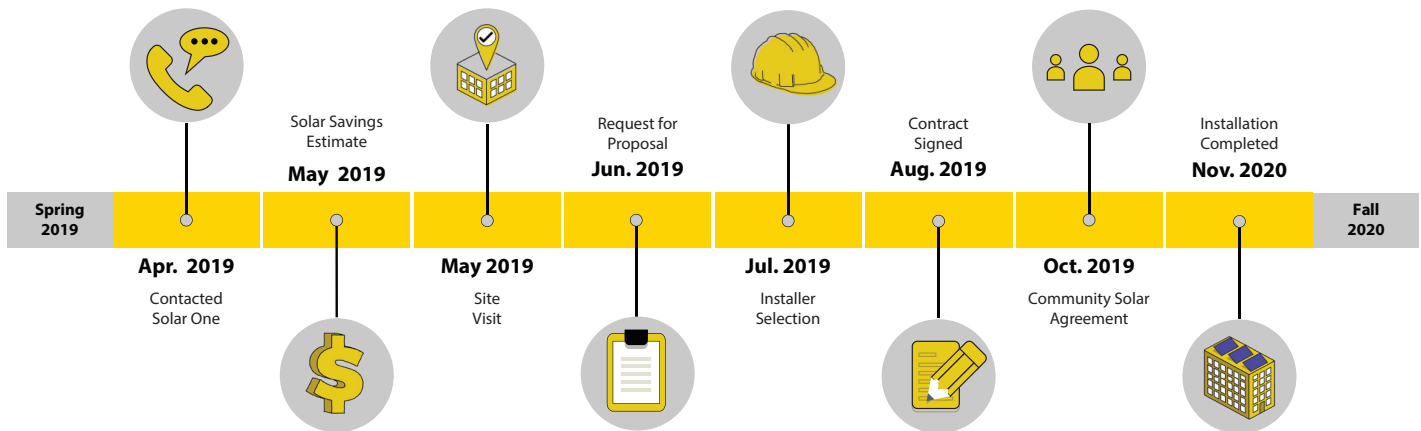 Spring
2019
Apr. 2019
Contacted
Solar One
Solar Savings
Estimate
May 2019
May 2019
Site
Visit
Request for
Proposal
Jun. 2019
Jul. 2019
Installer
Selection
Contract
Signed
Aug. 2019
Oct. 2019
Community Solar
Agreement
Installation
Completed
Nov. 2020
Fall
2020